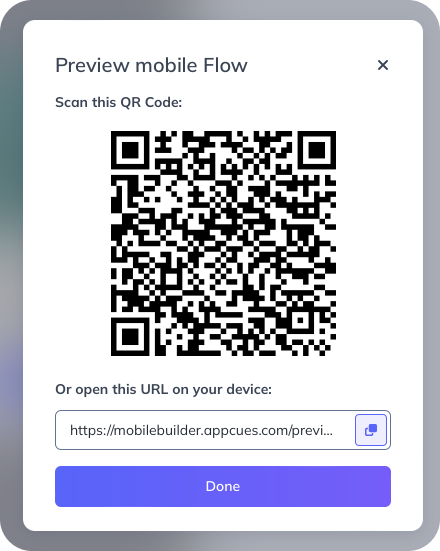 Preview mobile Flow
Scan this QR Code:
Or open this URL on your device:
https://mobilebuilder.appcues.com/previ...
Done